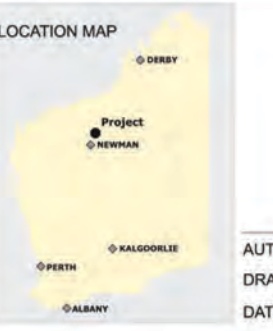 LOCATION MAP
DERBY
Project
NEWMAN
KALGOORLIE
PERTH
ALBANY
AUT
DRA
DAT